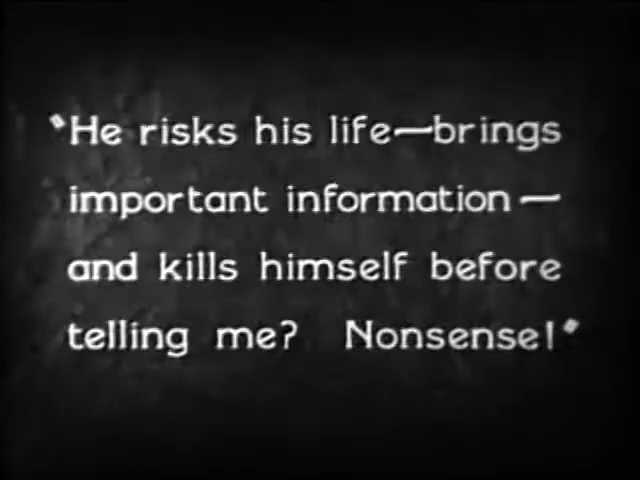 "He risks his life—brings
important information—
and kills himself before
telling me? Nonsense!"